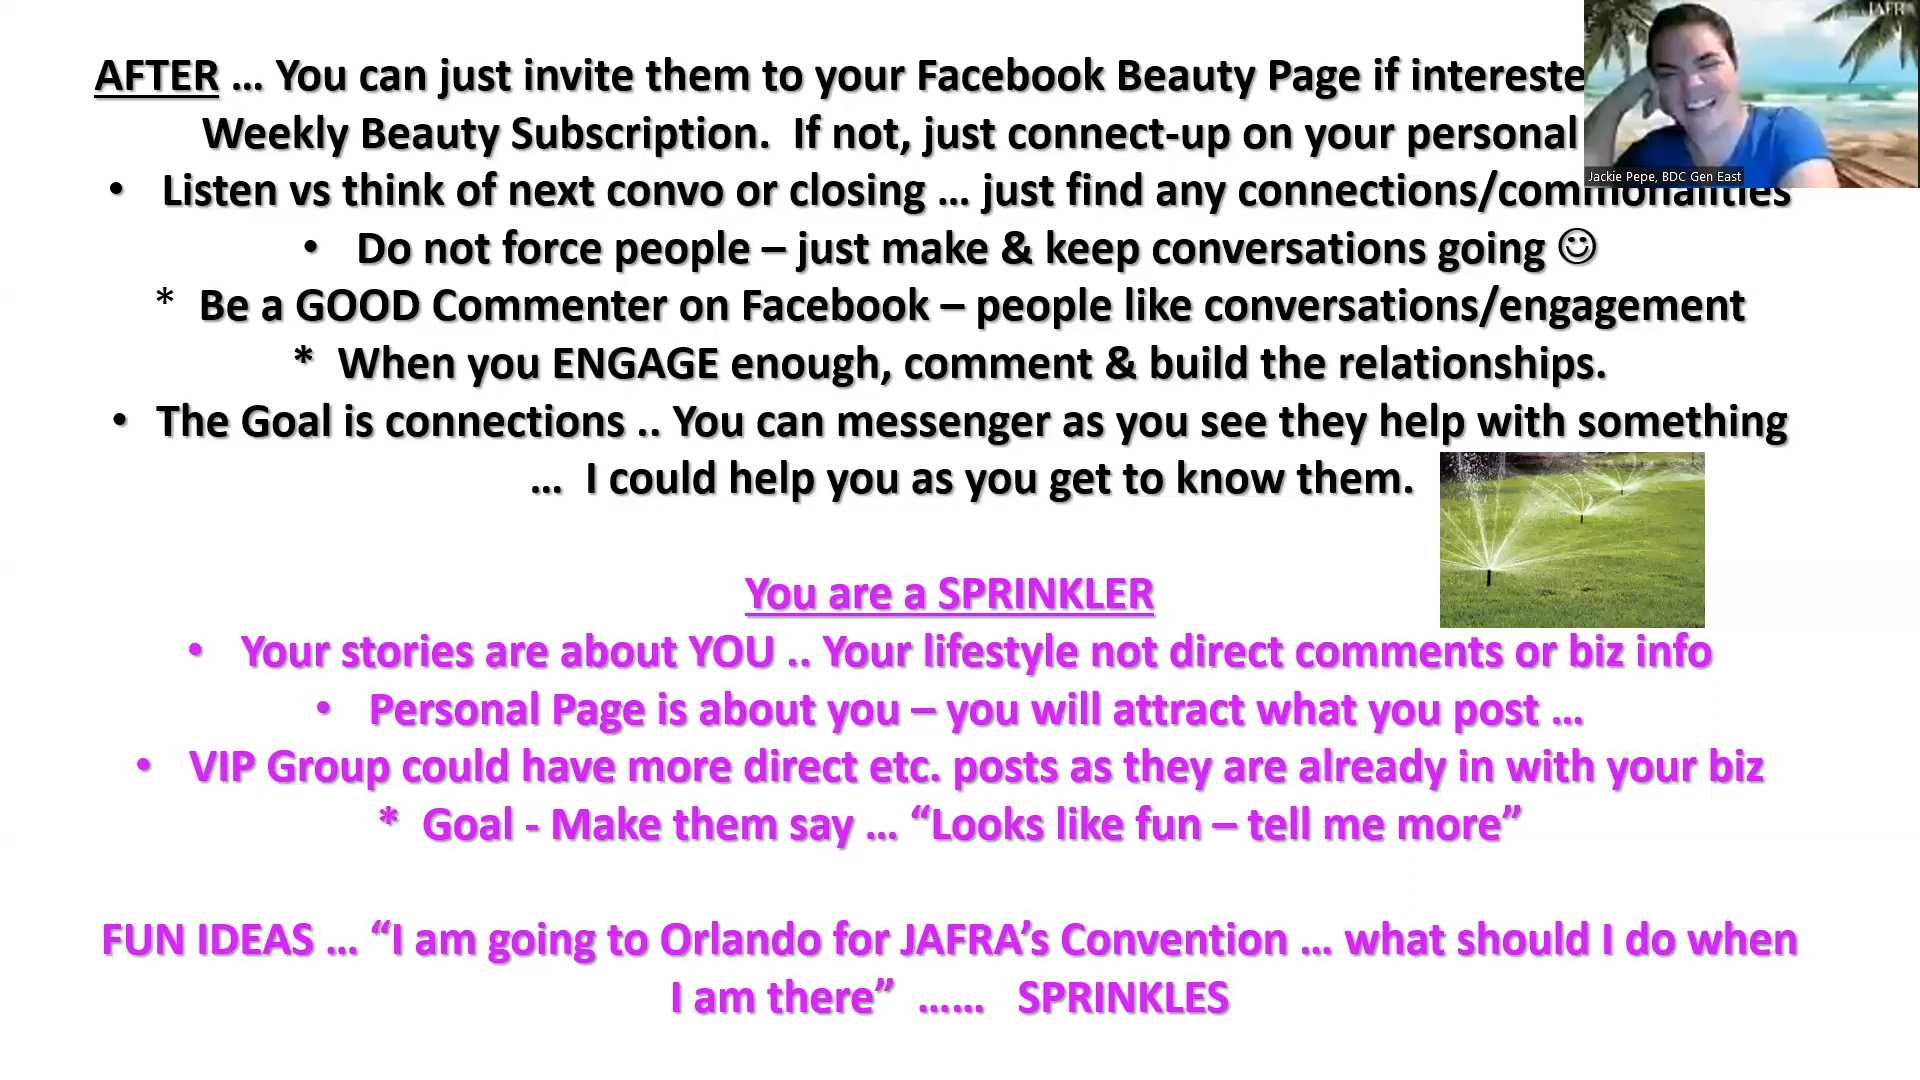 AFTER … You can just invite them to your Facebook Beauty Page if intereste
Weekly Beauty Subscription.  If not, just connect-up on your personal
• Listen vs think of next convo or closing … just find any connections/commonalities
• Do not force people – just make & keep conversations going ☺
* Be a GOOD Commenter on Facebook – people like conversations/engagement
* When you ENGAGE enough, comment & build the relationships.
• The Goal is connections .. You can messenger as you see they help with something
…  I could help you as you get to know them.
You are a SPRINKLER
• Your stories are about YOU .. Your lifestyle not direct comments or biz info
• Personal Page is about you – you will attract what you post …
• VIP Group could have more direct etc. posts as they are already in with your biz
* Goal - Make them say … “Looks like fun – tell me more”
FUN IDEAS … “I am going to Orlando for JAFRA’s Convention … what should I do when
I am there”  ……   SPRINKLES
JAFRA
Jackie Pepe, BDC Gen East